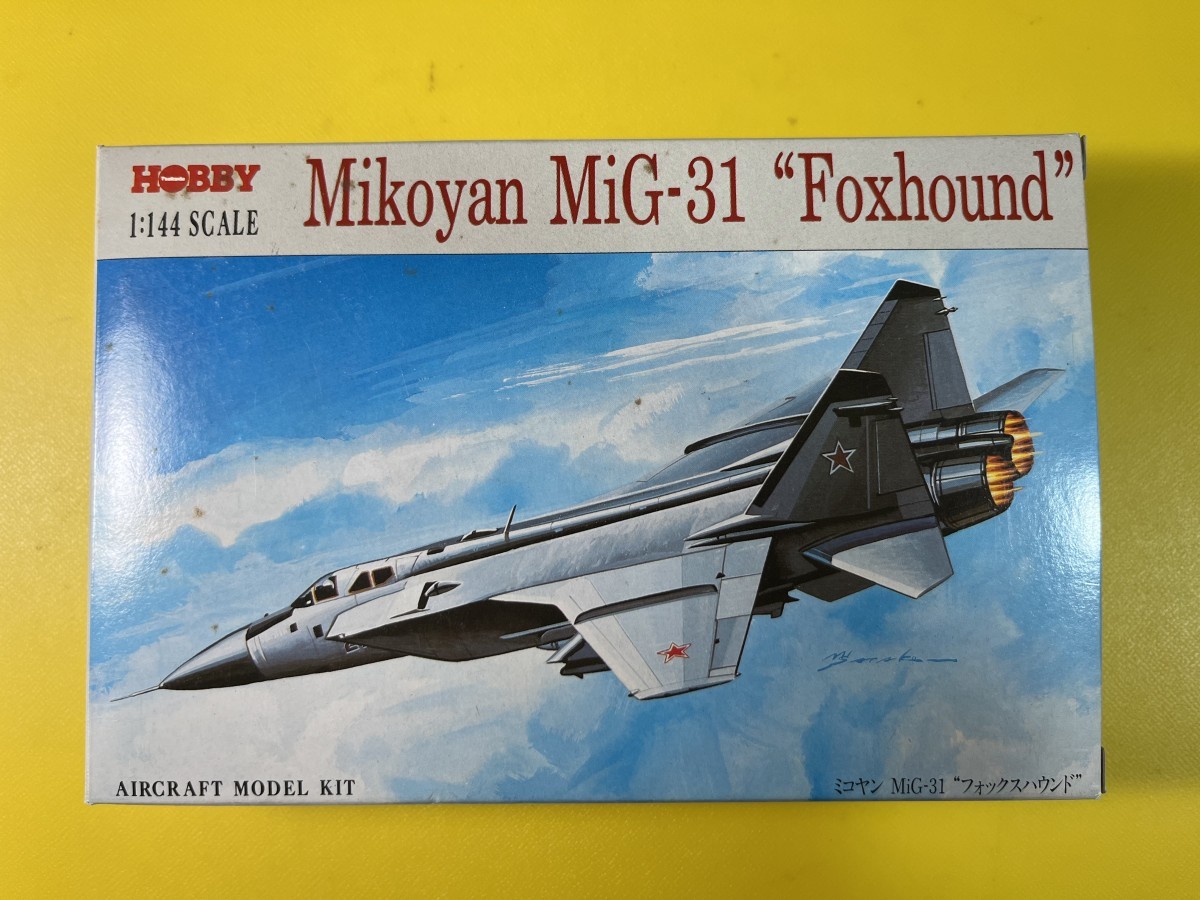 HOBBY
1:144 SCALE
Mikoyan MiG-31 “Foxhound”
AIRCRAFT MODEL KIT
ミコヤン MiG-31 “フォックスハウンド”